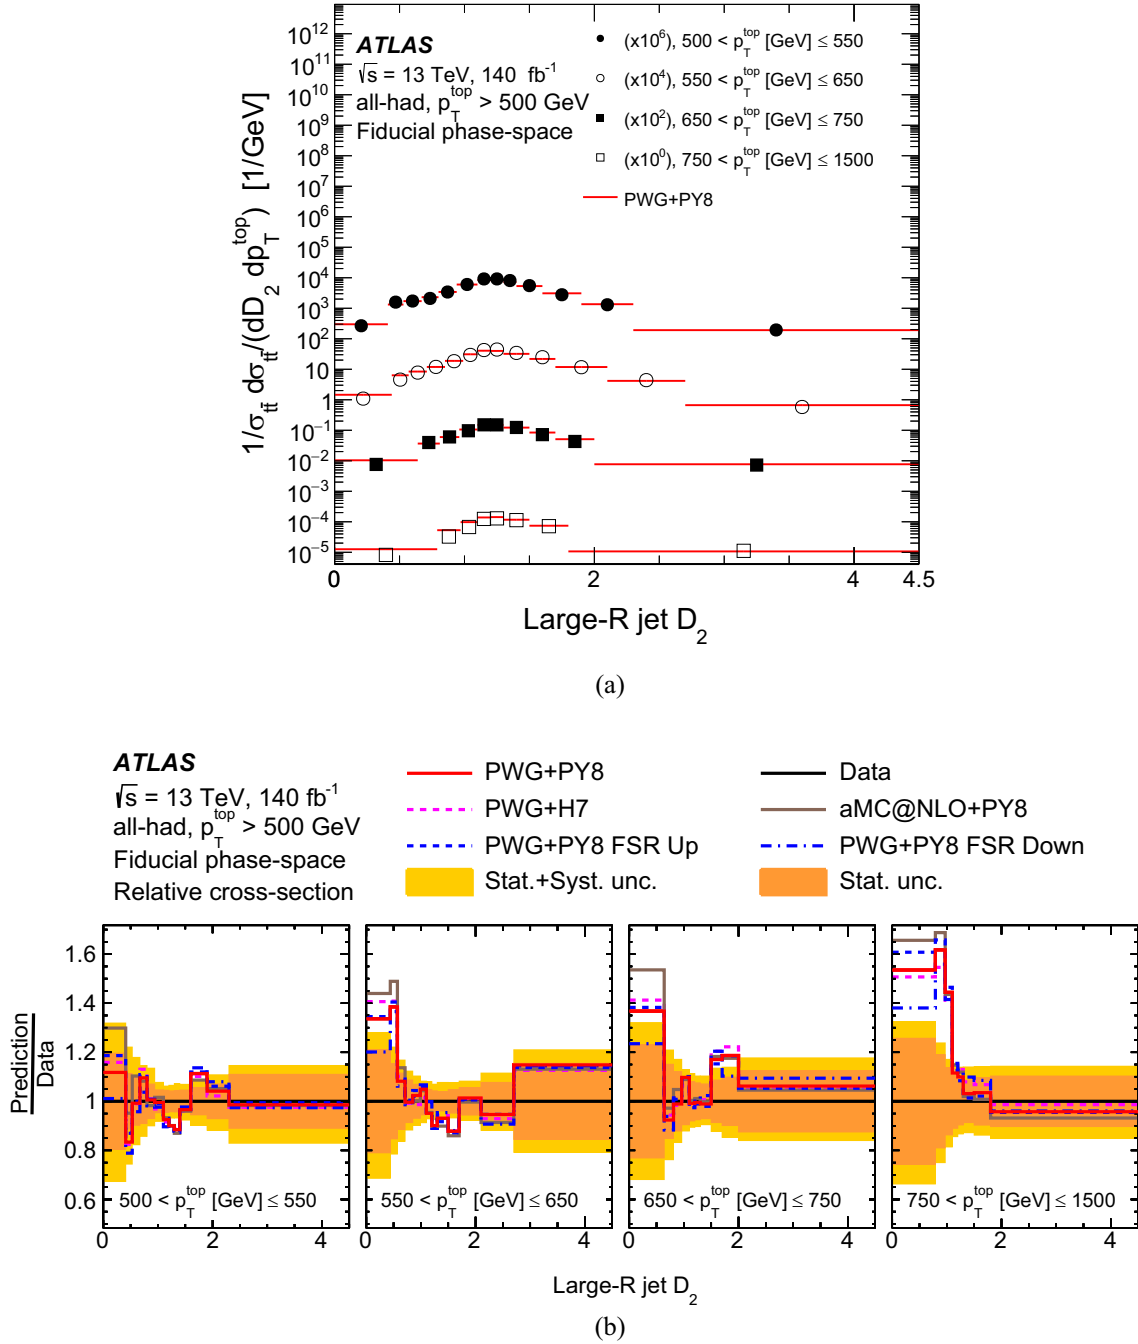 ATLAS
√s = 13 TeV, 140 fb⁻¹
all-had, p_T^top > 500 GeV
Fiducial phase-space
(x10⁶), 500 < p_T^top [GeV] ≤ 550
(x10⁴), 550 < p_T^top [GeV] ≤ 650
(x10²), 650 < p_T^top [GeV] ≤ 750
(x10⁰), 750 < p_T^top [GeV] ≤ 1500
PWG+PY8
1/σ_tt̄ dσ_tt̄/(dD₂ dp_T^top) [1/GeV]
10¹²
10¹¹
10¹⁰
10⁹
10⁸
10⁷
10⁶
10⁵
10⁴
10³
10²
10
1
10⁻¹
10⁻²
10⁻³
10⁻⁴
10⁻⁵
0 2 4 4.5
Large-R jet D₂
(a)
ATLAS
√s = 13 TeV, 140 fb⁻¹
all-had, p_T^top > 500 GeV
Fiducial phase-space
Relative cross-section
PWG+PY8
PWG+H7
PWG+PY8 FSR Up
Stat.+Syst. unc.
Data
aMC@NLO+PY8
PWG+PY8 FSR Down
Stat. unc.
Prediction
Data
1.6
1.4
1.2
1
0.8
0.6
500 < p_T^top [GeV] ≤ 550
550 < p_T^top [GeV] ≤ 650
650 < p_T^top [GeV] ≤ 750
750 < p_T^top [GeV] ≤ 1500
0 2 4 0 2 4 0 2 4 0 2 4
Large-R jet D₂
(b)